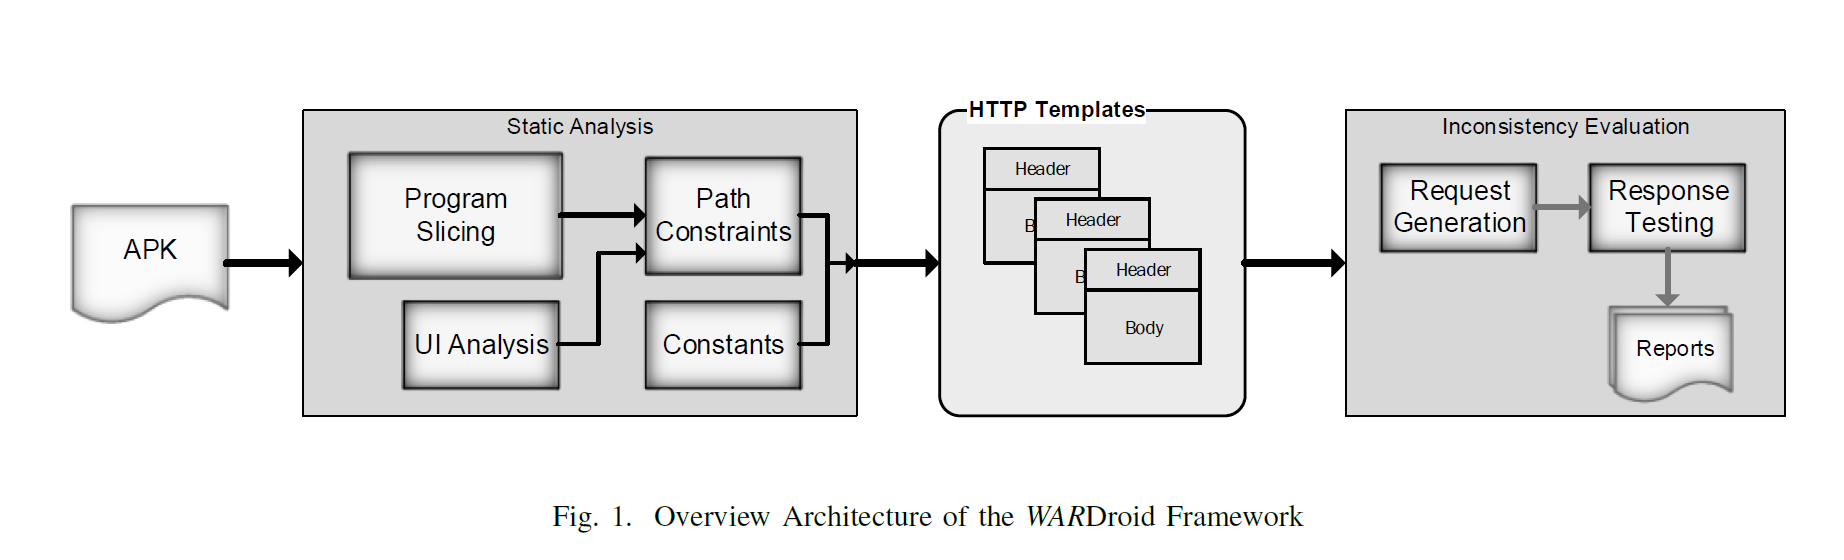 HTTP Templates
Static Analysis
Inconsistency Evaluation
APK
Program
Slicing
Path
Constraints
UI Analysis
Constants
Header
B
Header
B
Header
Body
Request
Generation
Response
Testing
Reports
Fig. 1. Overview Architecture of the WARDroid Framework